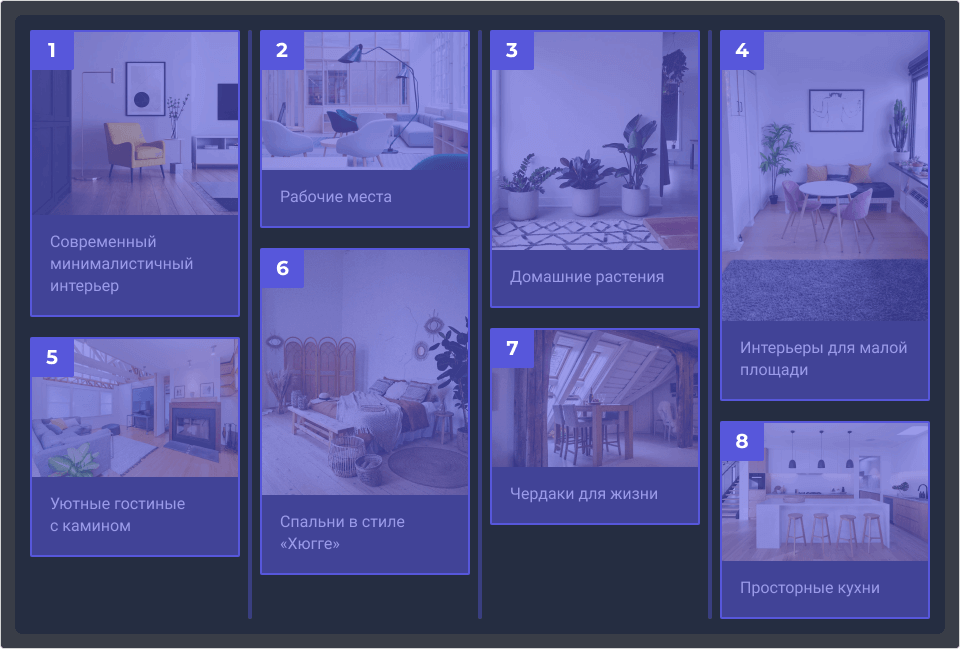 1
Современный
минималистичный
интерьер
2
Рабочие места
3
Домашние растения
4
Интерьеры для малой
площади
5
Уютные гостиные
с камином
6
Спальни в стиле
«Хюгге»
7
Чердаки для жизни
8
Просторные кухни